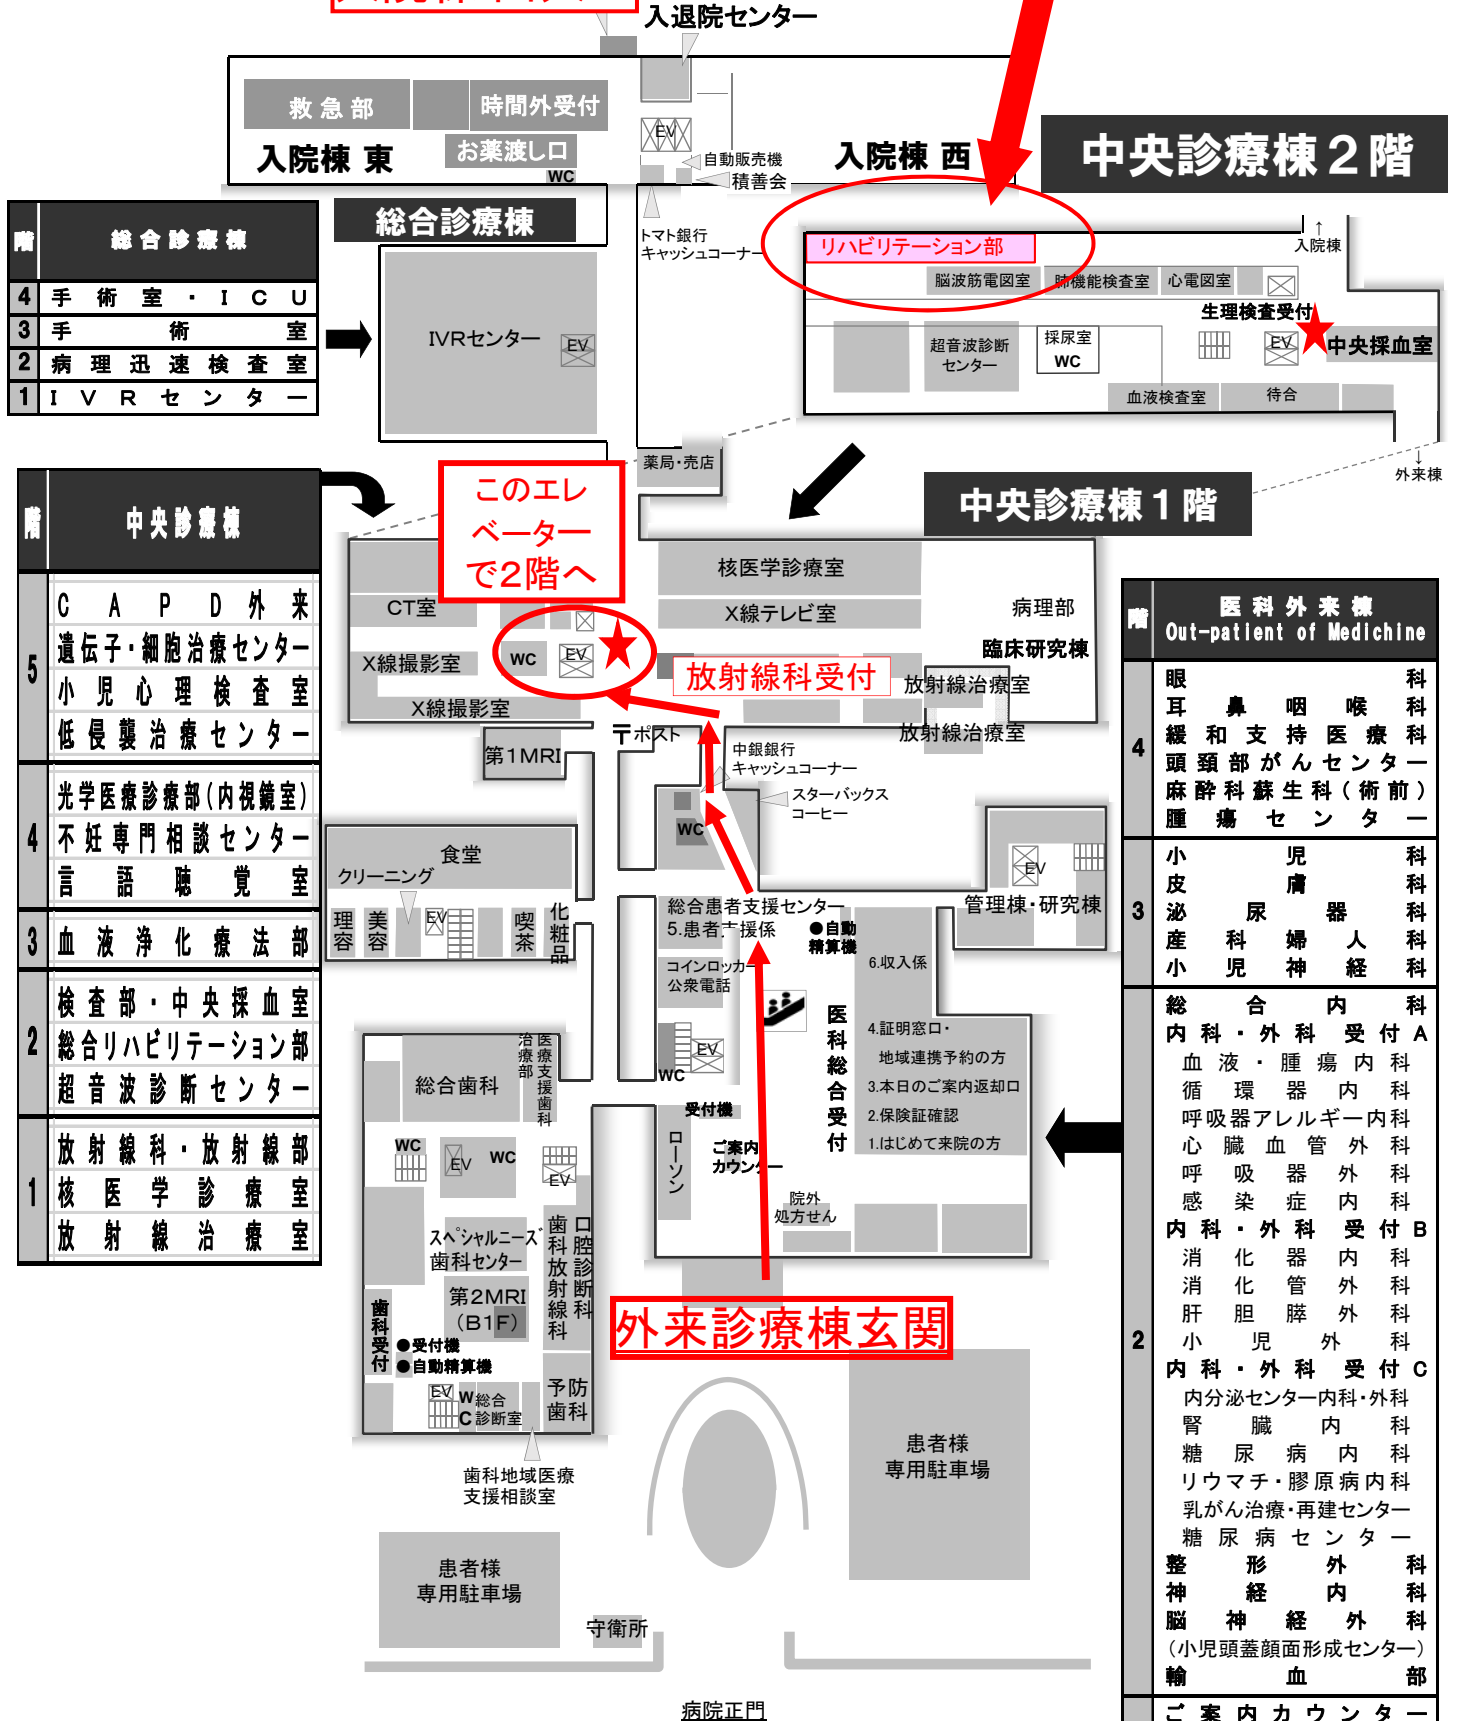 入退院センター
救急部
時間外受付
お薬渡し口
入院棟 東
WC
EV
自動販売機
積善会
入院棟 西
トマト銀行
キャッシュコーナー
中央診療棟２階
総合診療棟
階 総合診療棟
4 手術室・ＩＣＵ
3 手術室
2 病理迅速検査室
1 ＩＶＲセンター
IVRセンター
EV
リハビリテーション部
↑
入院棟
脳波筋電図室
肺機能検査室
心電図室
生理検査受付
超音波診断
センター
採尿室
WC
EV
中央採血室
血液検査室
待合
↓
外来棟
薬局・売店
中央診療棟１階
このエレ
ベーター
で2階へ
階 中央診療棟
5 ＣＡＰＤ外来
遺伝子・細胞治療センター
小児心理検査室
低侵襲治療センター
4 光学医療診療部(内視鏡室)
不妊専門相談センター
言語聴覚室
3 血液浄化療法部
2 検査部・中央採血室
総合リハビリテーション部
超音波診断センター
1 放射線科・放射線部
核医学診療室
放射線治療室
核医学診療室
CT室
X線テレビ室
病理部
臨床研究棟
X線撮影室
WC
EV
放射線科受付
放射線治療室
X線撮影室
放射線治療室
〒ポスト
第1MRI
中銀銀行
キャッシュコーナー
スターバックス
コーヒー
WC
食堂
クリーニング
理容
美容
EV
喫茶
化粧品
EV
管理棟・研究棟
総合患者支援センター
5.患者支援係
●自動
精算機
6.収入係
コインロッカー
公衆電話
医科総合受付
4.証明窓口・
地域連携予約の方
3.本日のご案内返却口
2.保険証確認
1.はじめて来院の方
EV
WC
受付機
ローソン
ご案内
カウンター
院外
処方せん
医療支援歯科
治療部
総合歯科
WC
EV
WC
EV
スペシャルニーズ
歯科センター
口腔診断科
歯科放射線科
第2MRI
(B1F)
歯科受付
●受付機
●自動精算機
EV
WC
総合
診断室
予防
歯科
歯科地域医療
支援相談室
外来診療棟玄関
患者様
専用駐車場
患者様
専用駐車場
守衛所
病院正門
階 医科外来棟
Out-patient of Medichine
4 眼科
耳鼻咽喉科
緩和支持医療科
頭頚部がんセンター
麻酔科蘇生科(術前)
腫瘍センター
3 小児科
皮膚科
泌尿器科
産科婦人科
小児神経科
2 総合内科
内科・外科 受付Ａ
血液・腫瘍内科
循環器内科
呼吸器アレルギー内科
心臓血管外科
呼吸器外科
感染症内科
内科・外科 受付Ｂ
消化器内科
消化管外科
肝胆膵外科
小児外科
内科・外科 受付Ｃ
内分泌センター内科・外科
腎臓内科
糖尿病内科
リウマチ・膠原病内科
乳がん治療・再建センター
糖尿病センター
整形外科
神経内科
脳神経外科
(小児頭蓋顔面形成センター)
輸血部
ご案内カウンター